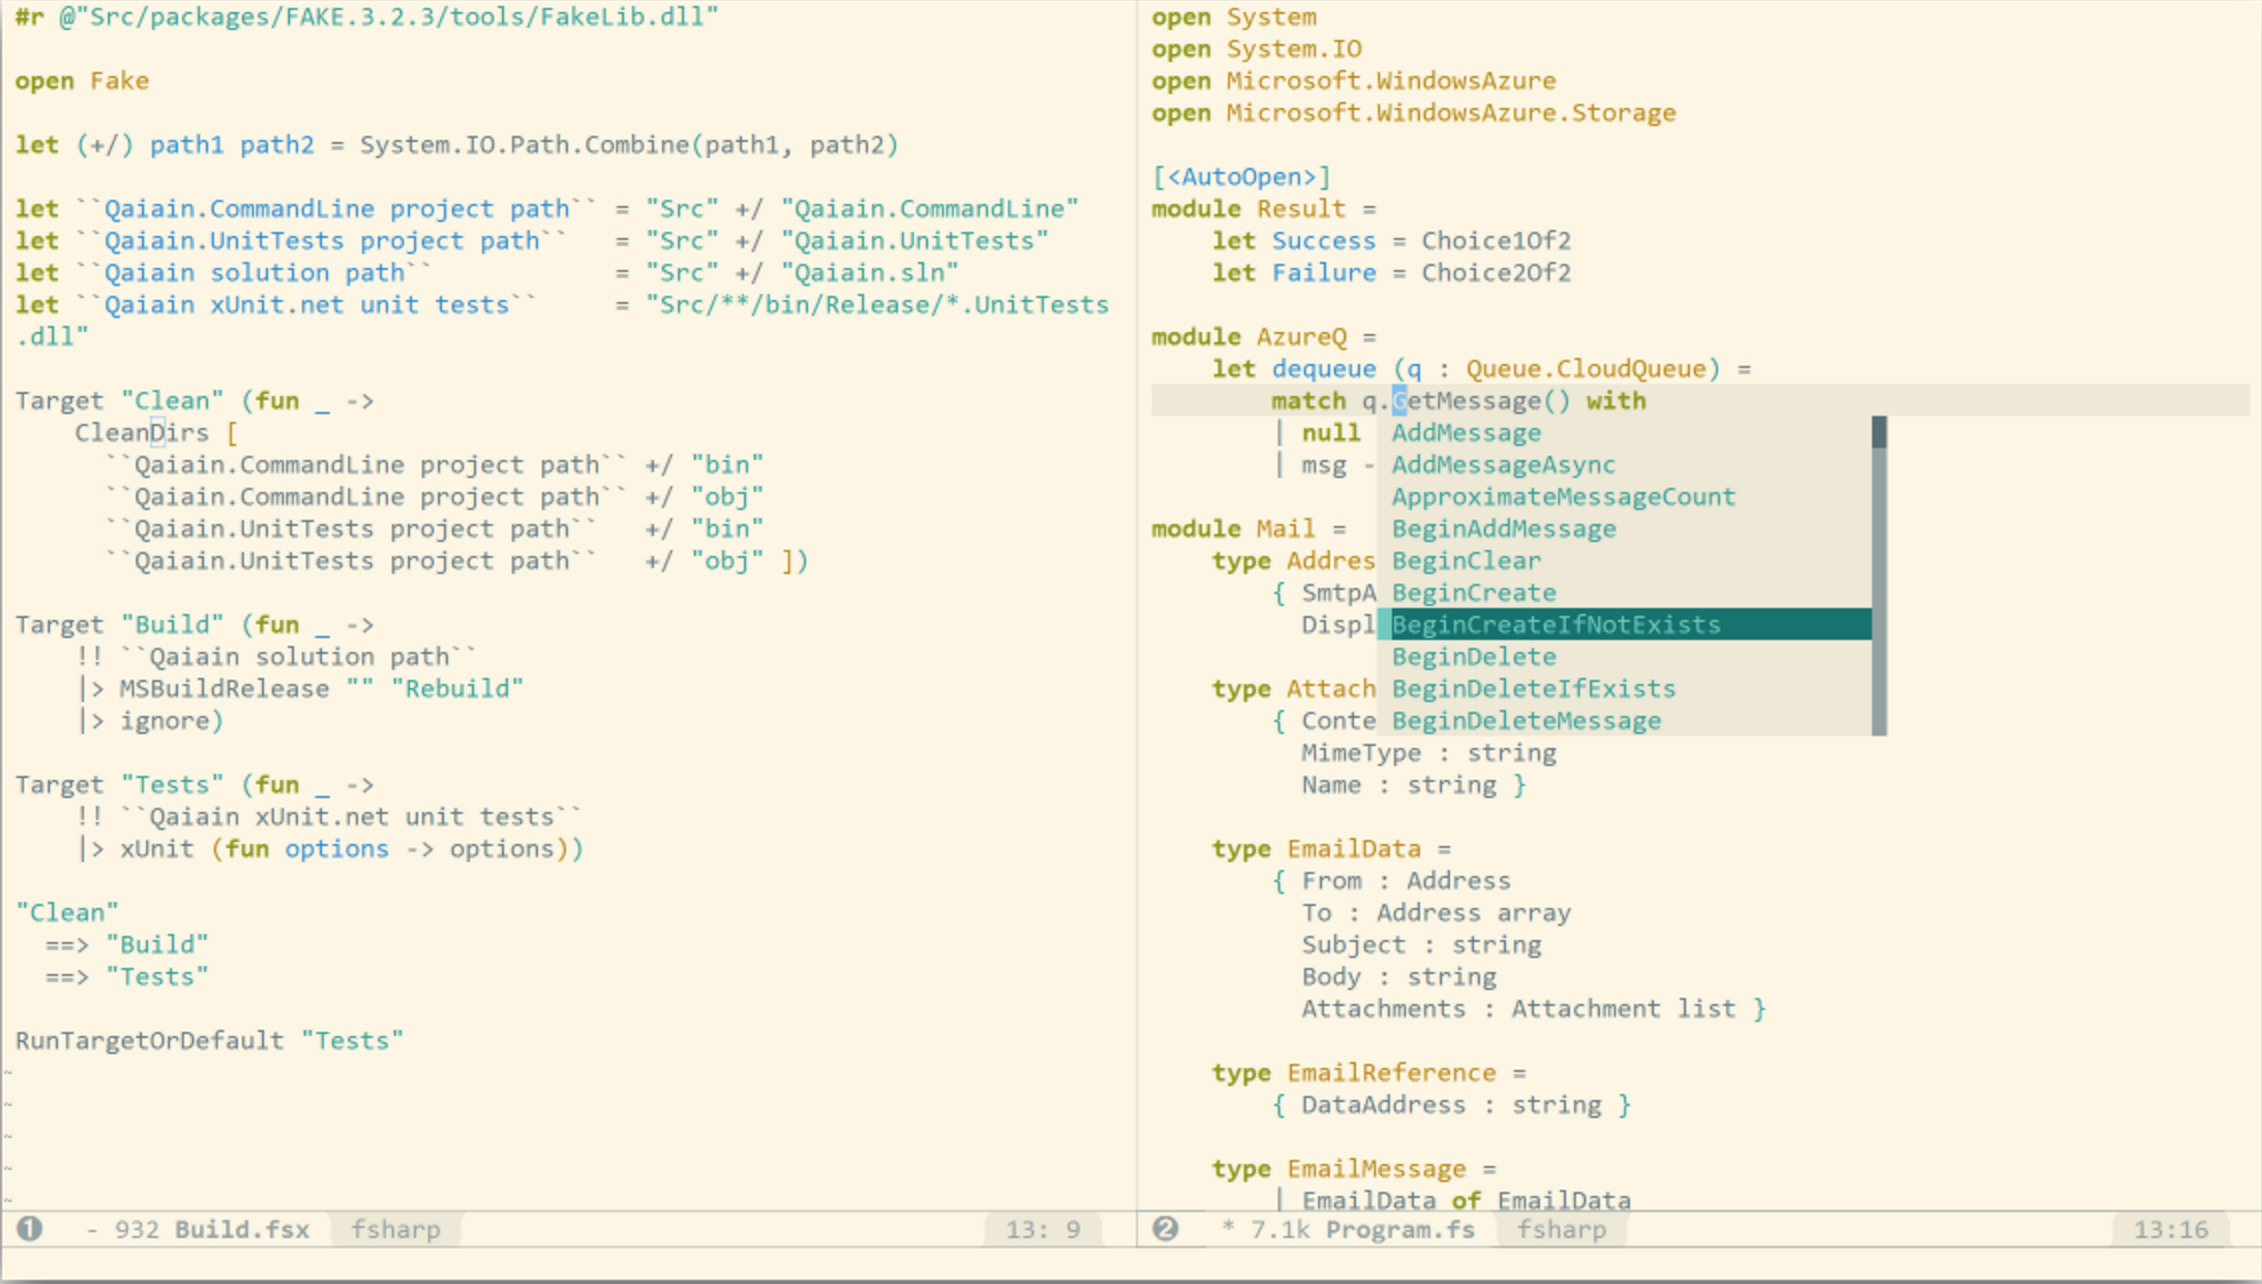 #r @"Src/packages/FAKE.3.2.3/tools/FakeLib.dll"

open Fake

let (+/) path1 path2 = System.IO.Path.Combine(path1, path2)

let ``Qaiain.CommandLine project path`` = "Src" +/ "Qaiain.CommandLine"
let ``Qaiain.UnitTests project path``   = "Src" +/ "Qaiain.UnitTests"
let ``Qaiain solution path``            = "Src" +/ "Qaiain.sln"
let ``Qaiain xUnit.net unit tests``     = "Src/**/bin/Release/*.UnitTests
.dll"

Target "Clean" (fun _ ->
    CleanDirs [
      ``Qaiain.CommandLine project path`` +/ "bin"
      ``Qaiain.CommandLine project path`` +/ "obj"
      ``Qaiain.UnitTests project path``   +/ "bin"
      ``Qaiain.UnitTests project path``   +/ "obj" ])

Target "Build" (fun _ ->
    !! ``Qaiain solution path``
    |> MSBuildRelease "" "Rebuild"
    |> ignore)

Target "Tests" (fun _ ->
    !! ``Qaiain xUnit.net unit tests``
    |> xUnit (fun options -> options))

"Clean"
  ==> "Build"
  ==> "Tests"

RunTargetOrDefault "Tests"
~
~
~
~
~
1 - 932 Build.fsx fsharp 13: 9
open System
open System.IO
open Microsoft.WindowsAzure
open Microsoft.WindowsAzure.Storage

[<AutoOpen>]
module Result =
    let Success = Choice1Of2
    let Failure = Choice2Of2

module AzureQ =
    let dequeue (q : Queue.CloudQueue) =
        match q.GetMessage() with
        | null AddMessage
        | msg - AddMessageAsync
ApproximateMessageCount
module Mail = BeginAddMessage
    type Addres BeginClear
        { SmtpA BeginCreate
          Displ BeginCreateIfNotExists
BeginDelete
    type Attach BeginDeleteIfExists
        { Conte BeginDeleteMessage
          MimeType : string
          Name : string }

    type EmailData =
        { From : Address
          To : Address array
          Subject : string
          Body : string
          Attachments : Attachment list }

    type EmailReference =
        { DataAddress : string }

    type EmailMessage =
        | EmailData of EmailData
2 * 7.1k Program.fs fsharp 13:16